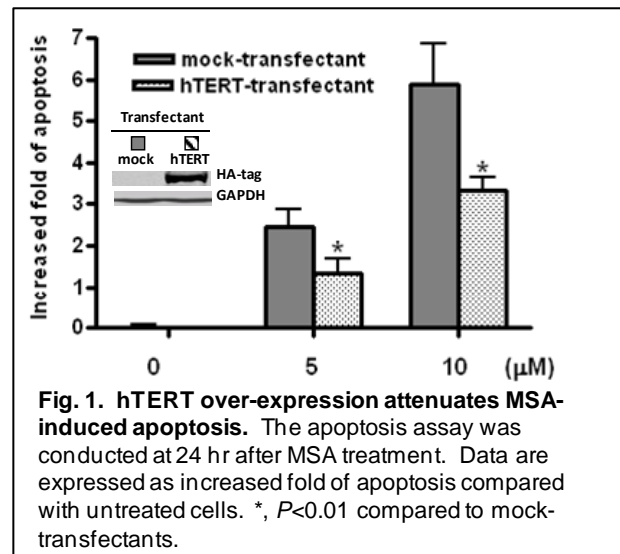 7
6
5
4
3
2
1
0
Increased fold of apoptosis
mock-transfectant
hTERT-transfectant
Transfectant
mock hTERT
HA-tag
GAPDH
*
*
0 5 10 (μM)
Fig. 1. hTERT over-expression attenuates MSA-
induced apoptosis. The apoptosis assay was
conducted at 24 hr after MSA treatment. Data are
expressed as increased fold of apoptosis compared
with untreated cells. *, P<0.01 compared to mock-
transfectants.